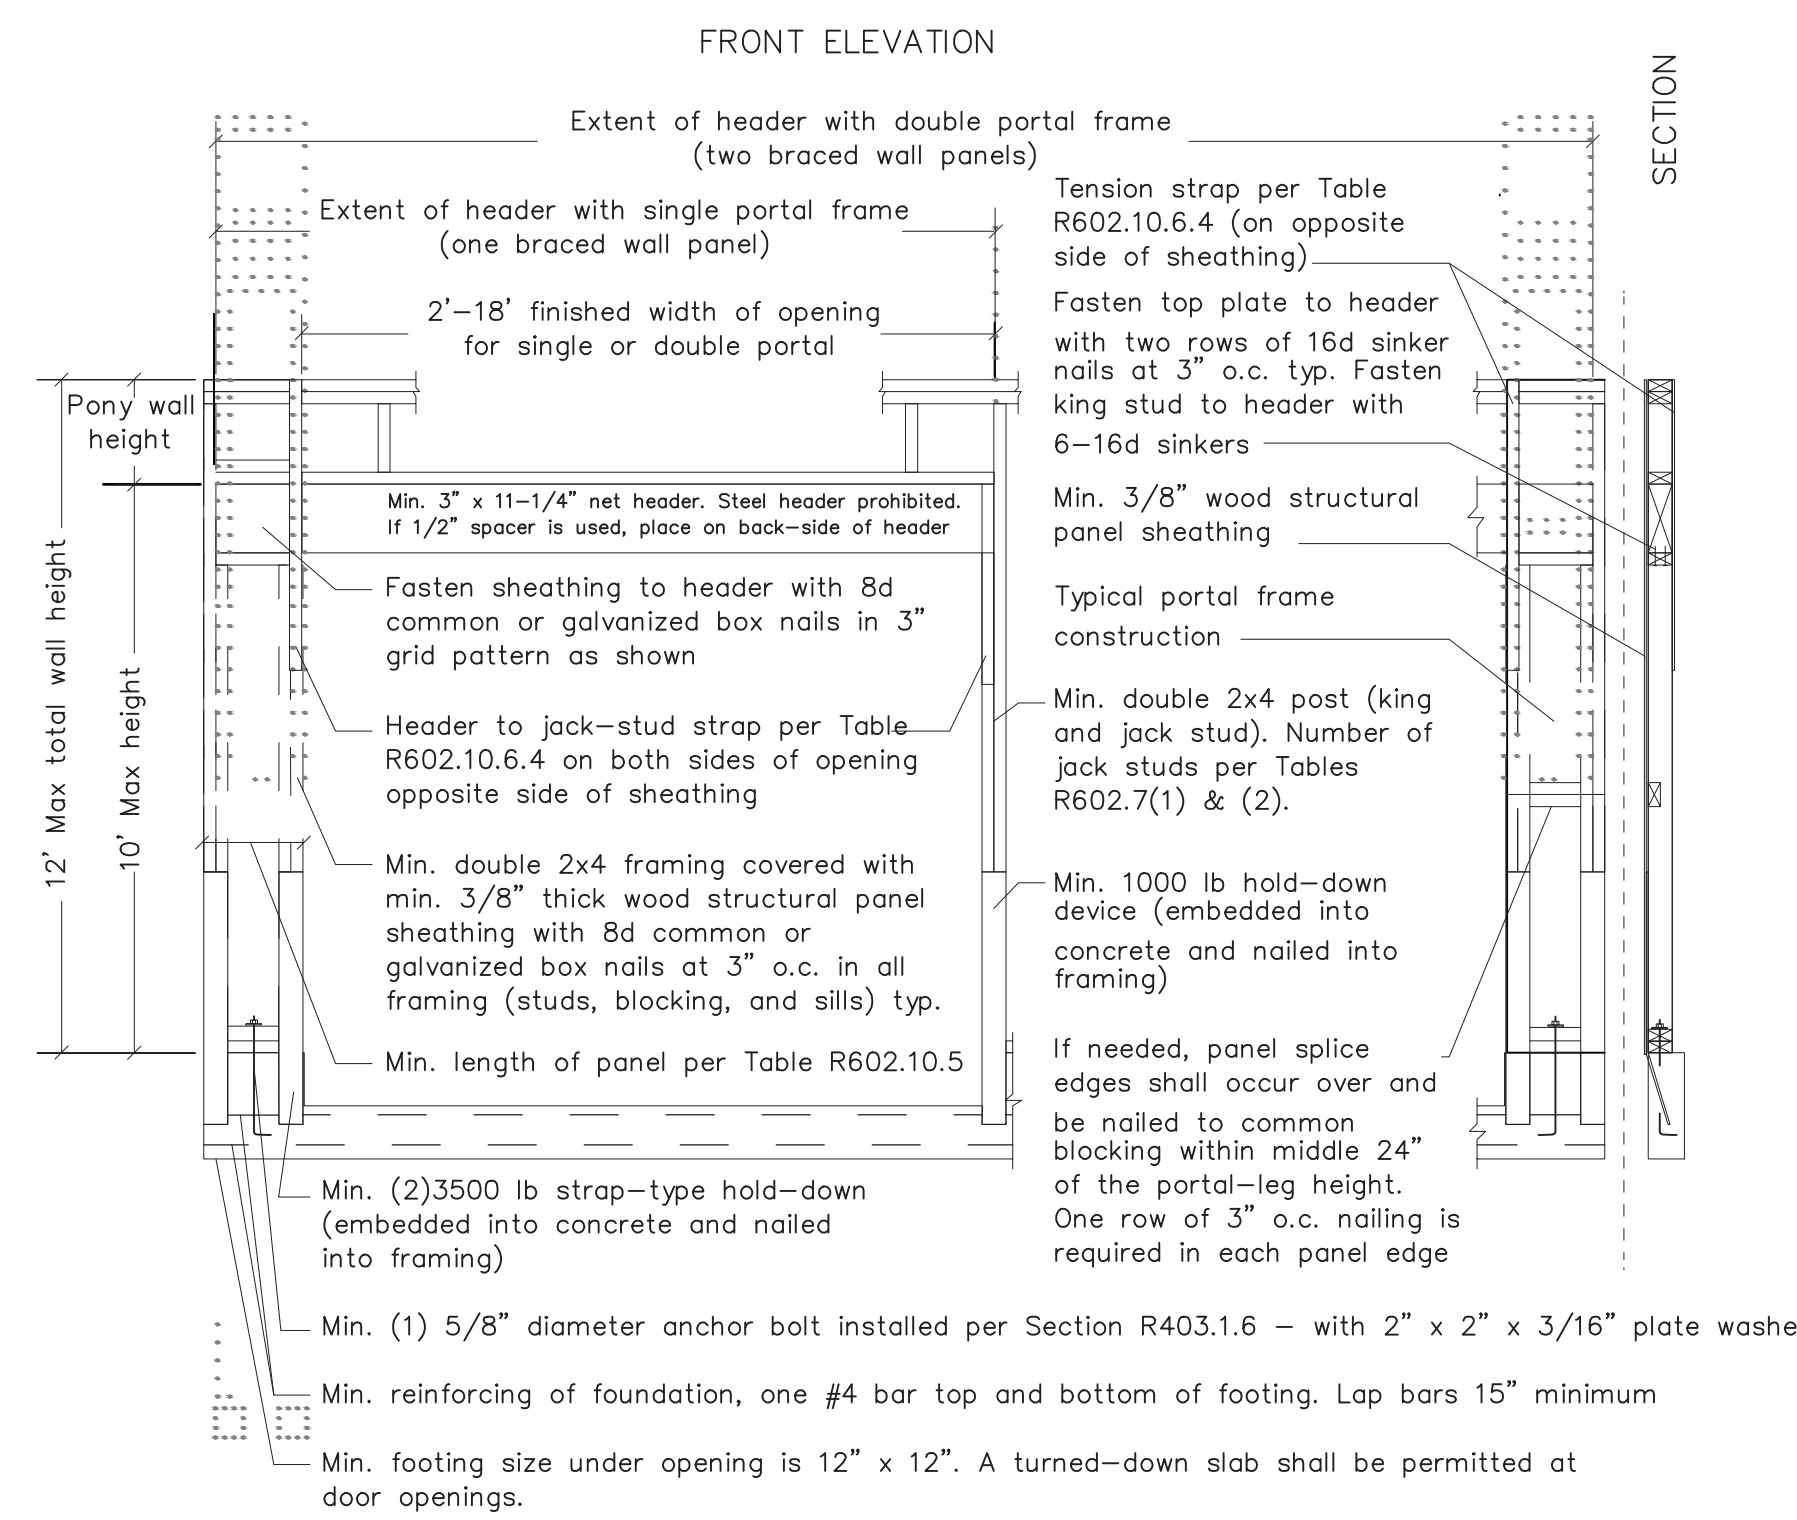 FRONT ELEVATION
SECTION
Extent of header with double portal frame
(two braced wall panels)
Extent of header with single portal frame
(one braced wall panel)
2'-18' finished width of opening
for single or double portal
Pony wall
height
12' Max total wall height
10' Max height
Min. 3" x 11-1/4" net header. Steel header prohibited.
If 1/2" spacer is used, place on back-side of header
Fasten sheathing to header with 8d
common or galvanized box nails in 3"
grid pattern as shown
Header to jack-stud strap per Table
R602.10.6.4 on both sides of opening
opposite side of sheathing
Min. double 2x4 framing covered with
min. 3/8" thick wood structural panel
sheathing with 8d common or
galvanized box nails at 3" o.c. in all
framing (studs, blocking, and sills) typ.
Min. length of panel per Table R602.10.5
Tension strap per Table
R602.10.6.4 (on opposite
side of sheathing)
Fasten top plate to header
with two rows of 16d sinker
nails at 3" o.c. typ. Fasten
king stud to header with
6-16d sinkers
Min. 3/8" wood structural
panel sheathing
Typical portal frame
construction
Min. double 2x4 post (king
and jack stud). Number of
jack studs per Tables
R602.7(1) & (2).
Min. 1000 lb hold-down
device (embedded into
concrete and nailed into
framing)
If needed, panel splice
edges shall occur over and
be nailed to common
blocking within middle 24"
of the portal-leg height.
One row of 3" o.c. nailing is
required in each panel edge
Min. (2)3500 lb strap-type hold-down
(embedded into concrete and nailed
into framing)
Min. (1) 5/8" diameter anchor bolt installed per Section R403.1.6 - with 2" x 2" x 3/16" plate washe
Min. reinforcing of foundation, one #4 bar top and bottom of footing. Lap bars 15" minimum
Min. footing size under opening is 12" x 12". A turned-down slab shall be permitted at
door openings.